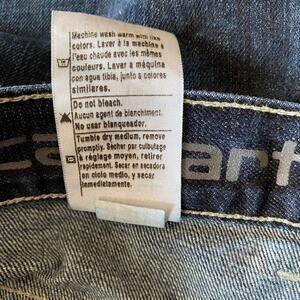 Machine wash warm with like
colors. Laver à la machine à
l'eau chaude avec les mêmes
couleurs. Lavar a máquina
con agua tibia, junto a colores
similares.
Do not bleach.
Aucun agent de blanchiment.
No usar blanqueador.
Tumble dry medium, remove
promptly. Sécher par culbutage
à réglage moyen, retirer
rapidement. Secar en secadora
en ciclo medio, y sacar
inmediatamente.